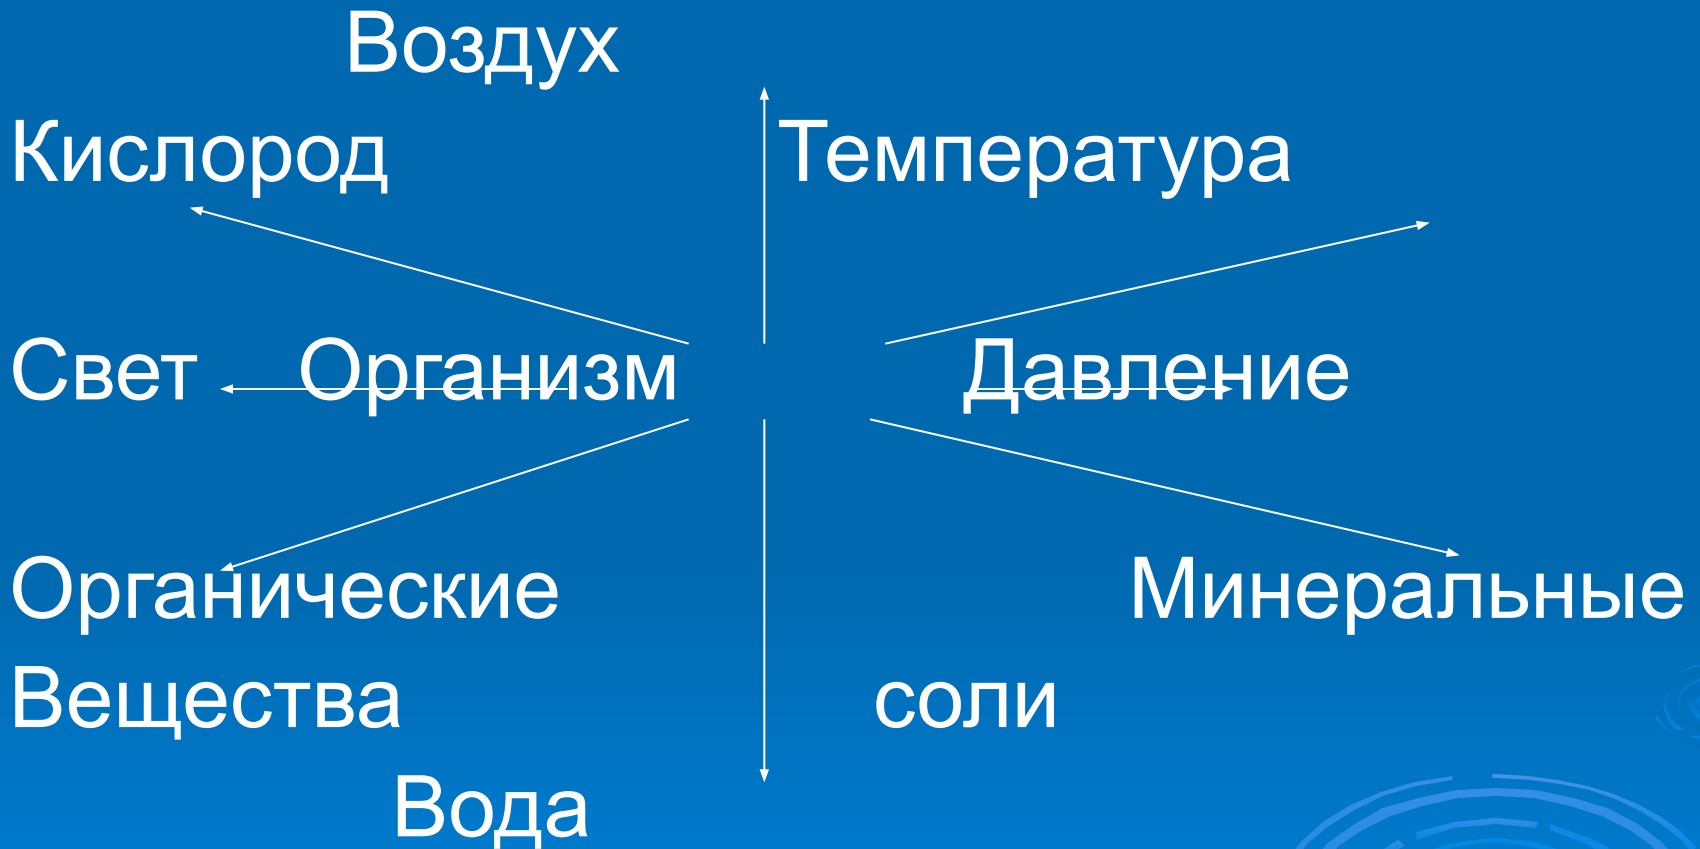 Воздух
Кислород Температура
Свет Организм Давление
Органические Минеральные
Вещества соли
Вода